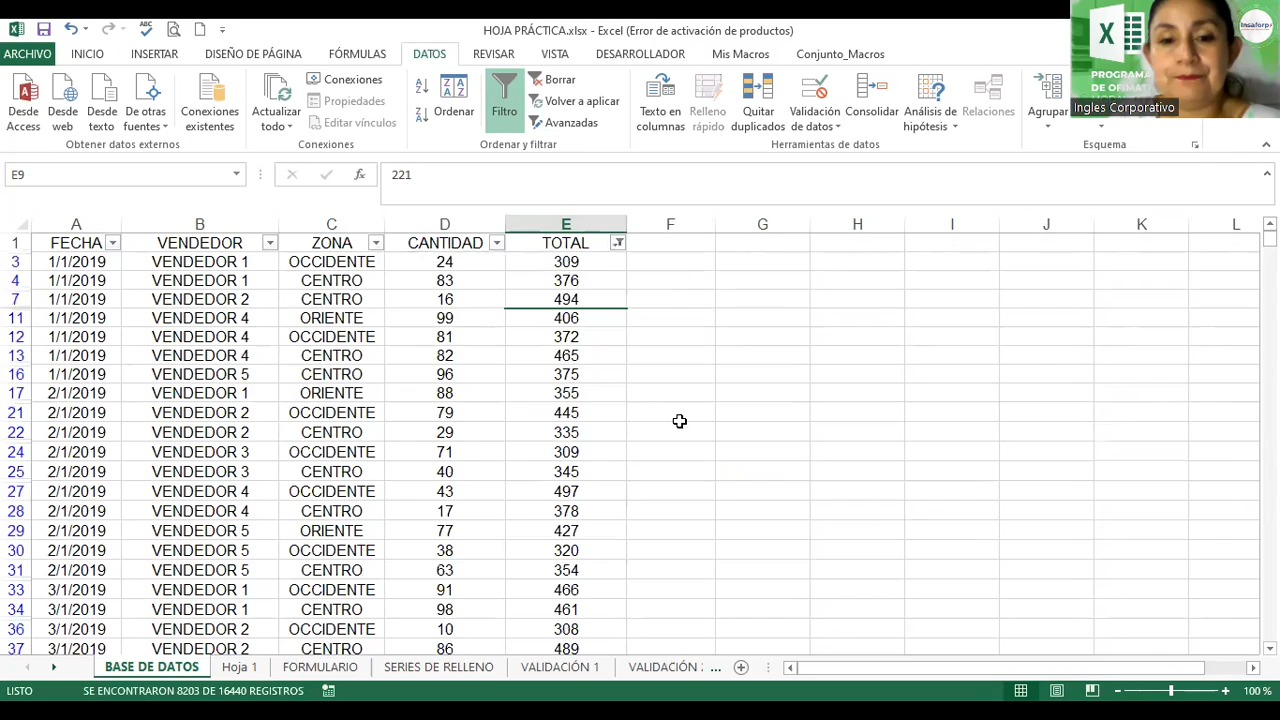 HOJA PRÁCTICA.xlsx - Excel (Error de activación de productos)
ARCHIVO INICIO INSERTAR DISEÑO DE PÁGINA FÓRMULAS DATOS REVISAR VISTA DESARROLLADOR Mis Macros Conjunto_Macros
Desde Access
Desde web
Desde texto
De otras fuentes
Obtener datos externos
Conexiones existentes
Actualizar todo
Conexiones
Propiedades
Editar vínculos
Conexiones
Ordenar
Filtro
Borrar
Volver a aplicar
Avanzadas
Ordenar y filtrar
Texto en columnas
Relleno rápido
Quitar duplicados
Validación de datos
Consolidar
Análisis de hipótesis
Relaciones
Herramientas de datos
Agrupar
Esquema
PROGRAMA
DE OFIMAT
Ingles Corporativo
Insaforp
E9 fx 221
A B C D E F G H I J K L
1 FECHA VENDEDOR ZONA CANTIDAD TOTAL
3 1/1/2019 VENDEDOR 1 OCCIDENTE 24 309
4 1/1/2019 VENDEDOR 1 CENTRO 83 376
7 1/1/2019 VENDEDOR 2 CENTRO 16 494
11 1/1/2019 VENDEDOR 4 ORIENTE 99 406
12 1/1/2019 VENDEDOR 4 OCCIDENTE 81 372
13 1/1/2019 VENDEDOR 4 CENTRO 82 465
16 1/1/2019 VENDEDOR 5 CENTRO 96 375
17 2/1/2019 VENDEDOR 1 ORIENTE 88 355
21 2/1/2019 VENDEDOR 2 OCCIDENTE 79 445
22 2/1/2019 VENDEDOR 2 CENTRO 29 335
24 2/1/2019 VENDEDOR 3 OCCIDENTE 71 309
25 2/1/2019 VENDEDOR 3 CENTRO 40 345
27 2/1/2019 VENDEDOR 4 OCCIDENTE 43 497
28 2/1/2019 VENDEDOR 4 CENTRO 17 378
29 2/1/2019 VENDEDOR 5 ORIENTE 77 427
30 2/1/2019 VENDEDOR 5 OCCIDENTE 38 320
31 2/1/2019 VENDEDOR 5 CENTRO 63 354
33 3/1/2019 VENDEDOR 1 OCCIDENTE 91 466
34 3/1/2019 VENDEDOR 1 CENTRO 98 461
36 3/1/2019 VENDEDOR 2 OCCIDENTE 10 308
37 3/1/2019 VENDEDOR 2 CENTRO 86 489
BASE DE DATOS Hoja 1 FORMULARIO SERIES DE RELLENO VALIDACIÓN 1 VALIDACIÓN ...
LISTO SE ENCONTRARON 8203 DE 16440 REGISTROS 100 %